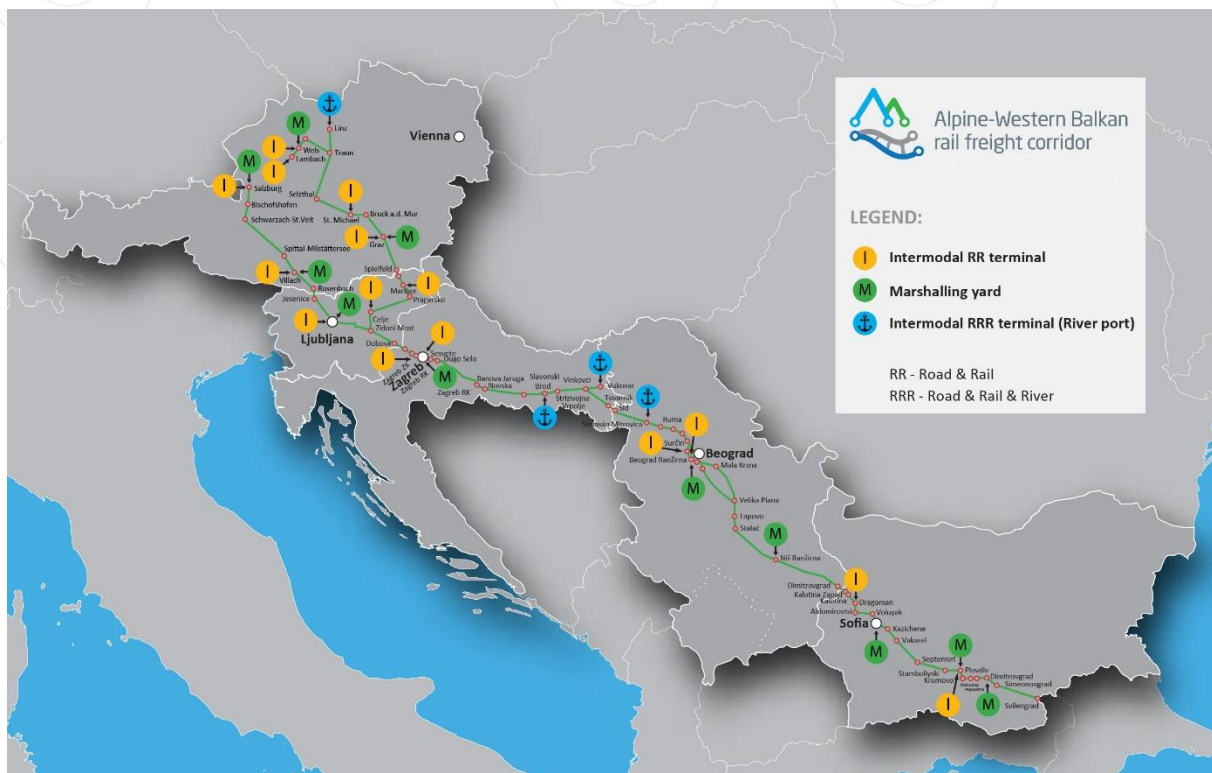 Linz
Vienna
Wels
Lambach
Traun
Salzburg
Bischofshofen
Schwarzach-St.Veit
Selzthal
St. Michael
Bruck a.d. Mur
Graz
Spittal-Milstättersee
Villach
Rosenbach
Jesenice
Spielfeld
Maribor
Pragersko
Celje
Zidani Most
Ljubljana
Dobova
Sesvete
Dugo Selo
Zagreb ZK
Zagreb
Zagreb RK
Zagreb RK
Banova Jaruga
Novska
Slavonski
Brod
Vinkovci
Strizivojna
Vrpolje
Vukovar
Tovarnik
Šid
Sremska Mitrovica
Ruma
Surčin
Beograd
Beograd Ranžirna
Mala Krsna
Velika Plana
Lapovo
Stalać
Niš Ranžirna
Dimitrovgrad
Kalotina Zapad
Kalotina
Dragoman
Aldomirovtsi
Voluyak
Sofia
Kazichene
Vakarel
Septemvri
Stamboliyski
Plovdiv
Krumovo
Dimitrovgrad
Simeonovgrad
Svilengrad
M
I
I
M
I
I
I
M
I
M
I
M
I
I
I
I
M
I
I
M
M
I
M
M
I
M
Alpine-Western Balkan
rail freight corridor
LEGEND:
I Intermodal RR terminal
M Marshalling yard
Intermodal RRR terminal (River port)
RR - Road & Rail
RRR - Road & Rail & River